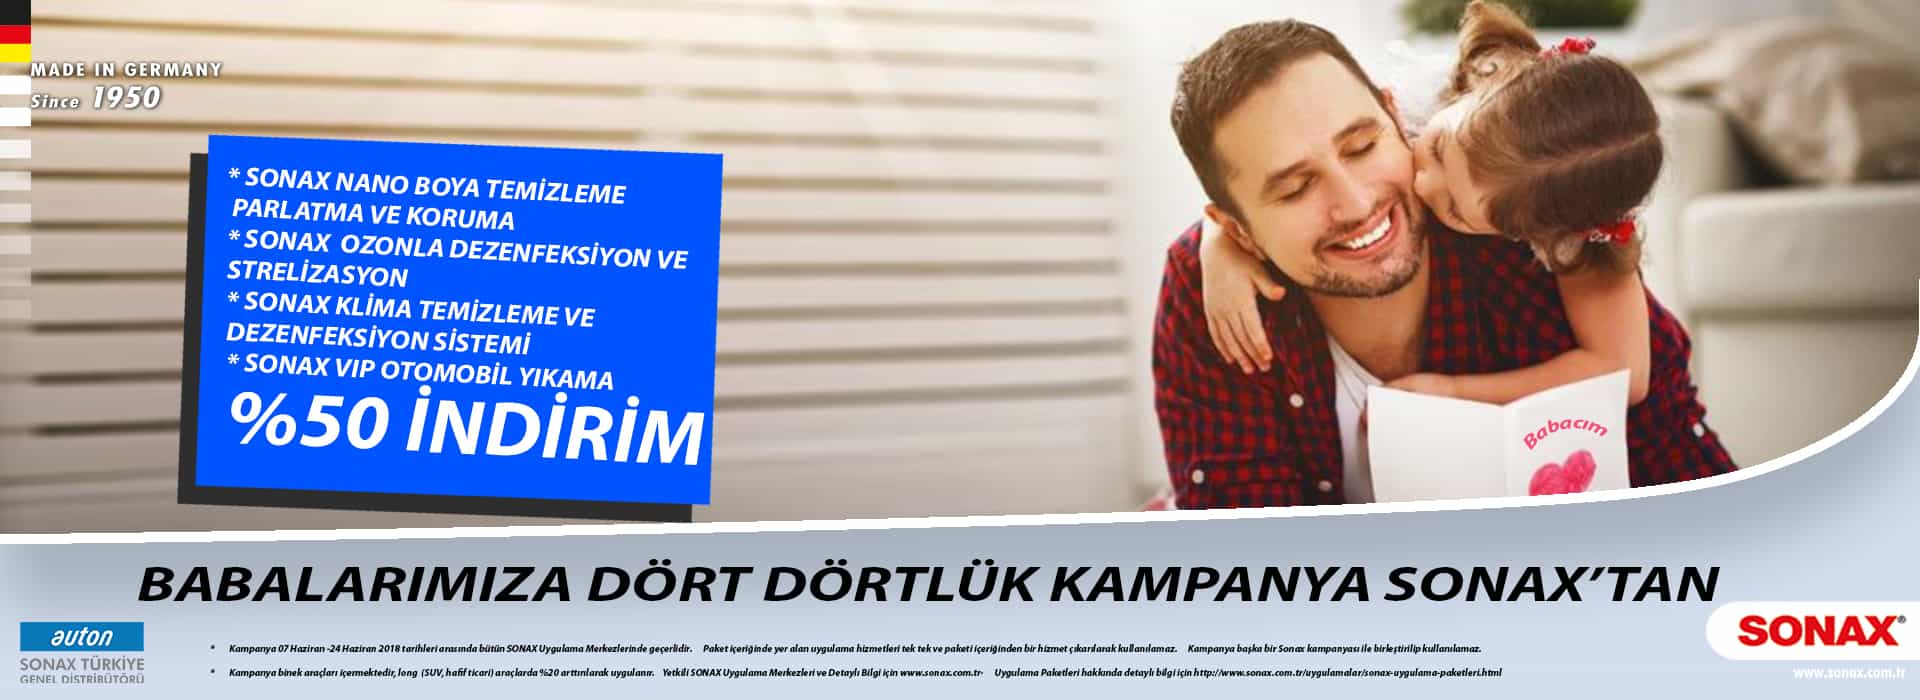 MADE IN GERMANY
Since 1950
* SONAX NANO BOYA TEMİZLEME
PARLATMA VE KORUMA
* SONAX OZONLA DEZENFEKSİYON VE
STRELİZASYON
* SONAX KLİMA TEMİZLEME VE
DEZENFEKSİYON SİSTEMİ
* SONAX VIP OTOMOBİL YIKAMA
%50 İNDİRİM
Babacım
BABALARIMIZA DÖRT DÖRTLÜK KAMPANYA SONAX’TAN
auton
SONAX TÜRKİYE
GENEL DİSTRİBÜTÖRÜ
* Kampanya 07 Haziran -24 Haziran 2018 tarihleri arasında bütün SONAX Uygulama Merkezlerinde geçerlidir. Paket içeriğinde yer alan uygulama hizmetleri tek tek ve paketi içeriğinden bir hizmet çıkarılarak kullanılamaz. Kampanya başka bir Sonax kampanyası ile birleştirilip kullanılamaz.
* Kampanya binek araçları içermektedir, long (SUV, hafif ticari) araçlarda %20 arttırılarak uygulanır. Yetkili SONAX Uygulama Merkezleri ve Detaylı Bilgi için www.sonax.com.tr- Uygulama Paketleri hakkında detaylı bilgi için http://www.sonax.com.tr/uygulamalar/sonax-uygulama-paketleri.html
SONAX®
www.sonax.com.tr